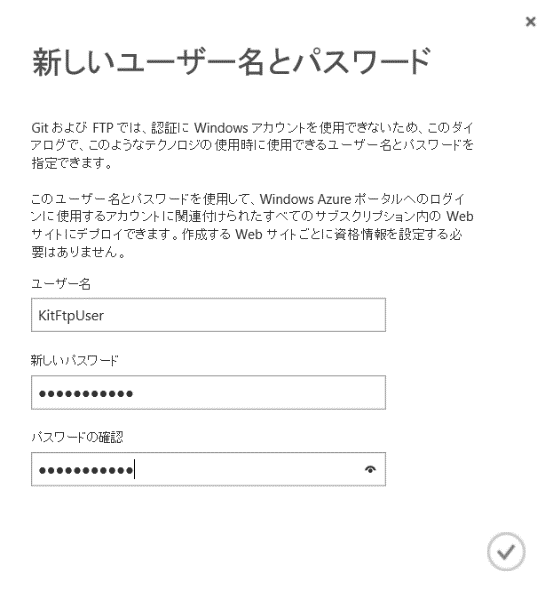 新しいユーザー名とパスワード
Git および FTP では、認証に Windows アカウントを使用できないため、このダイ
アログで、このようなテクノロジの使用時に使用できるユーザー名とパスワードを
指定できます。
このユーザー名とパスワードを使用して、Windows Azure ポータルへのログイ
ンに使用するアカウントに関連付けられたすべてのサブスクリプション内の Web
サイトにデプロイできます。作成する Web サイトごとに資格情報を設定する必
要はありません。
ユーザー名
KitFtpUser
新しいパスワード
●●●●●●●●●●●
パスワードの確認
●●●●●●●●●●●